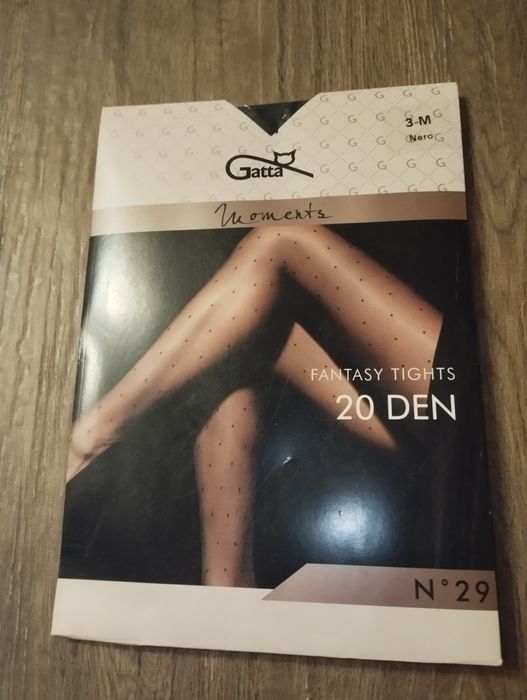 3-M
Nero
Gatta
Moments
FANTASY TIGHTS
20 DEN
N°29